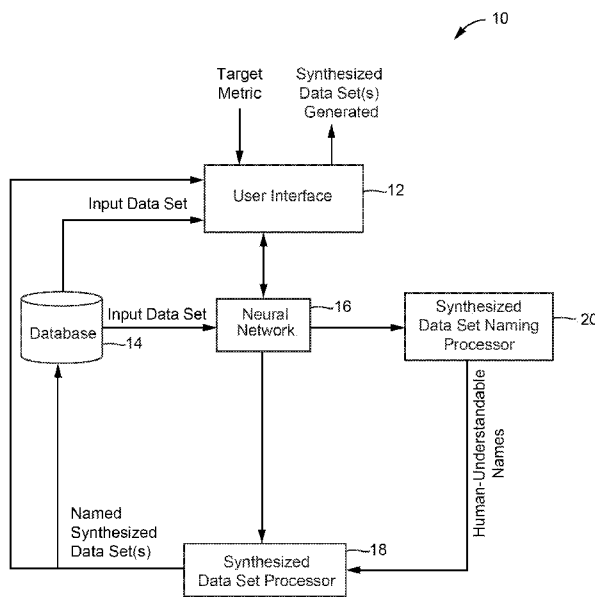 10
Target
Metric
Synthesized
Data Set(s)
Generated
User Interface
12
Input Data Set
Input Data Set
Database
14
Neural
Network
16
Synthesized
Data Set Naming
Processor
20
Human-Understandable
Names
Named
Synthesized
Data Set(s)
Synthesized
Data Set Processor
18